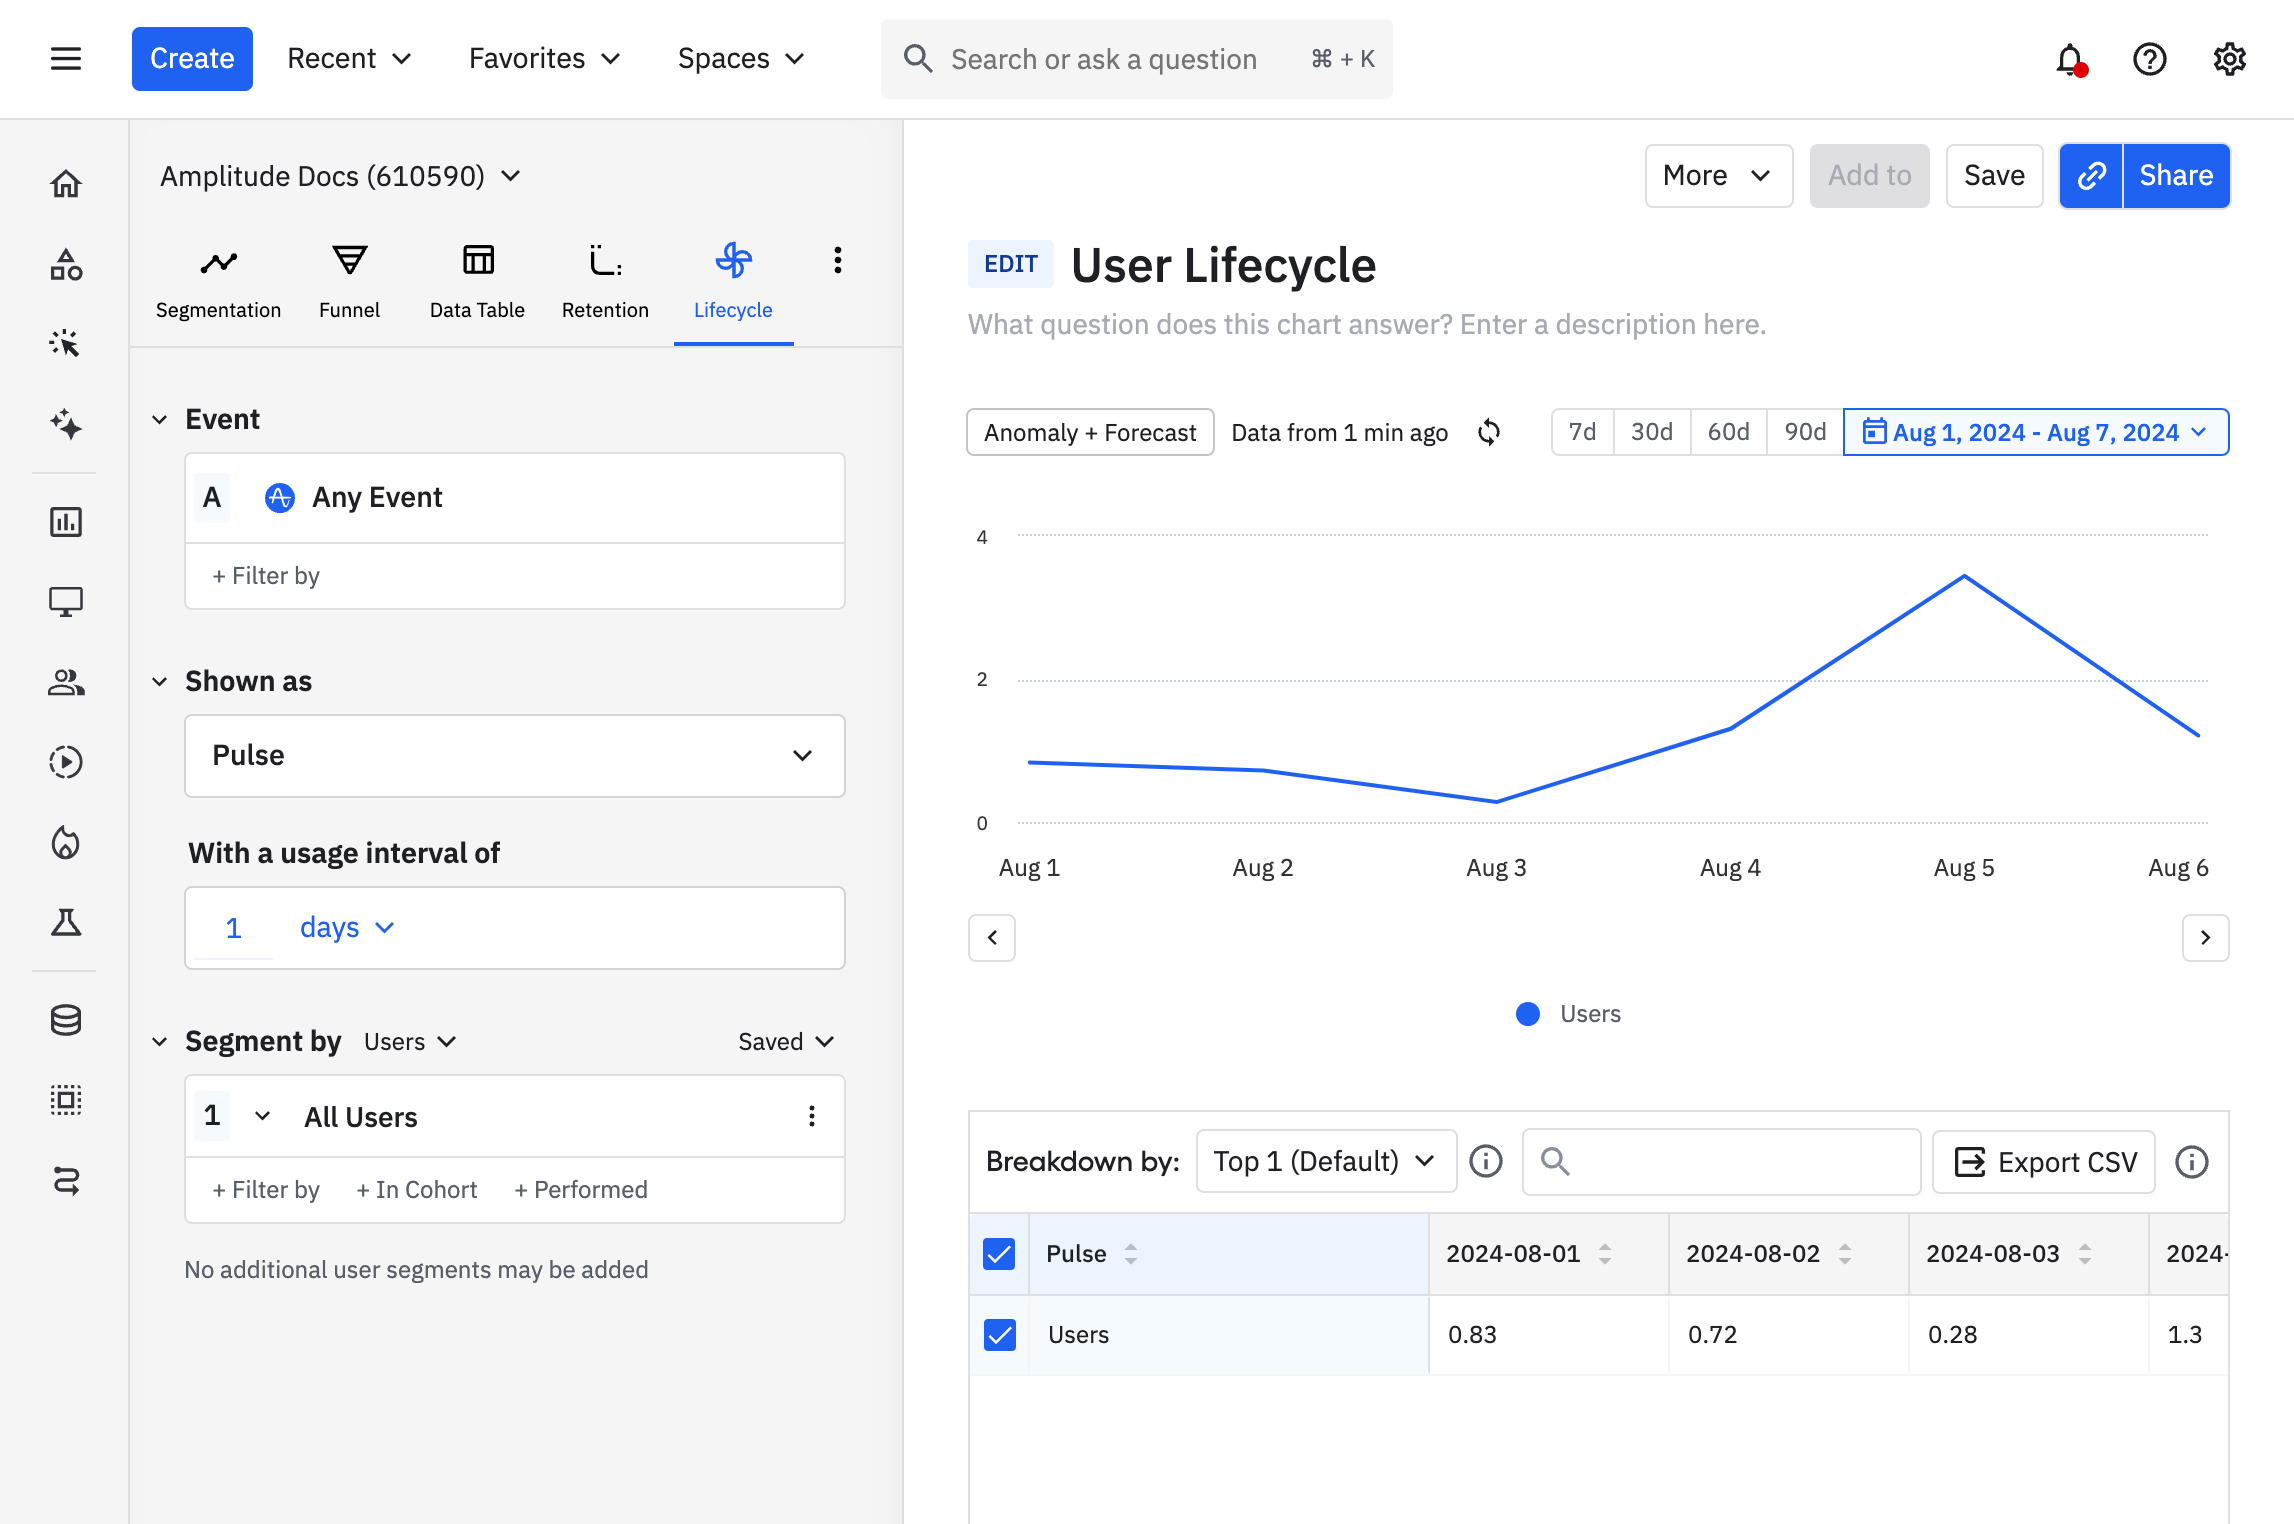 Create Recent Favorites Spaces Search or ask a question ⌘ + K
Amplitude Docs (610590)
Segmentation Funnel Data Table Retention Lifecycle
Event
A Any Event
+ Filter by
Shown as
Pulse
With a usage interval of
1 days
Segment by Users Saved
1 All Users
+ Filter by + In Cohort + Performed
No additional user segments may be added
More Add to Save Share
EDIT User Lifecycle
What question does this chart answer? Enter a description here.
Anomaly + Forecast Data from 1 min ago 7d 30d 60d 90d Aug 1, 2024 - Aug 7, 2024
4
2
0
Aug 1 Aug 2 Aug 3 Aug 4 Aug 5 Aug 6
Users
Breakdown by: Top 1 (Default) Export CSV
Pulse 2024-08-01 2024-08-02 2024-08-03 2024-
Users 0.83 0.72 0.28 1.3